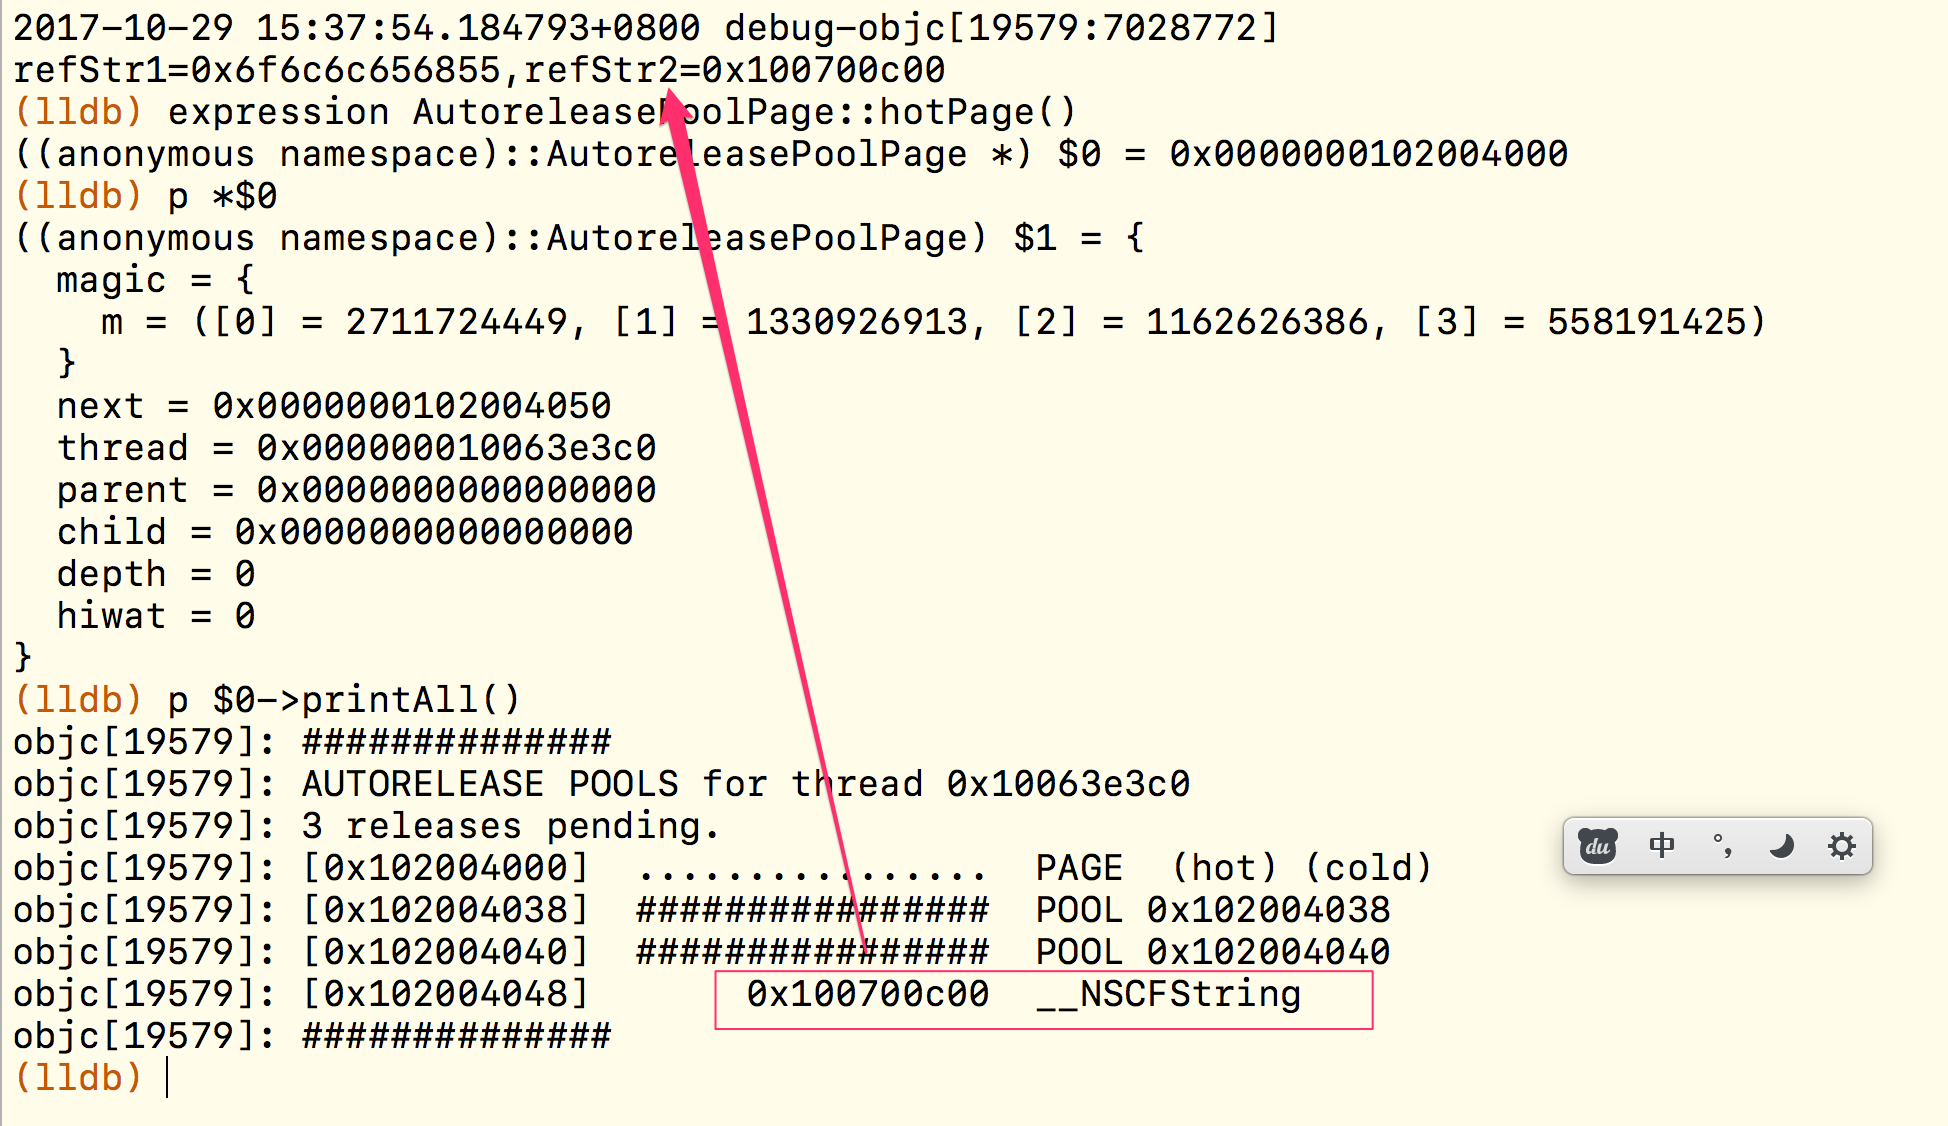 2017-10-29 15:37:54.184793+0800 debug-objc[19579:7028772]
refStr1=0x6f6c6c656855,refStr2=0x100700c00
(lldb) expression AutoreleasePoolPage::hotPage()
((anonymous namespace)::AutoreleasePoolPage *) $0 = 0x0000000102004000
(lldb) p *$0
((anonymous namespace)::AutoreleasePoolPage) $1 = {
  magic = {
    m = ([0] = 2711724449, [1] = 1330926913, [2] = 1162626386, [3] = 558191425)
  }
  next = 0x0000000102004050
  thread = 0x000000010063e3c0
  parent = 0x0000000000000000
  child = 0x0000000000000000
  depth = 0
  hiwat = 0
}
(lldb) p $0->printAll()
objc[19579]: ##############
objc[19579]: AUTORELEASE POOLS for thread 0x10063e3c0
objc[19579]: 3 releases pending.
objc[19579]: [0x102004000]  ................  PAGE  (hot) (cold)
objc[19579]: [0x102004038]  ################  POOL 0x102004038
objc[19579]: [0x102004040]  ################  POOL 0x102004040
objc[19579]: [0x102004048]       0x100700c00  __NSCFString
objc[19579]: ##############
(lldb)
du 中 °,